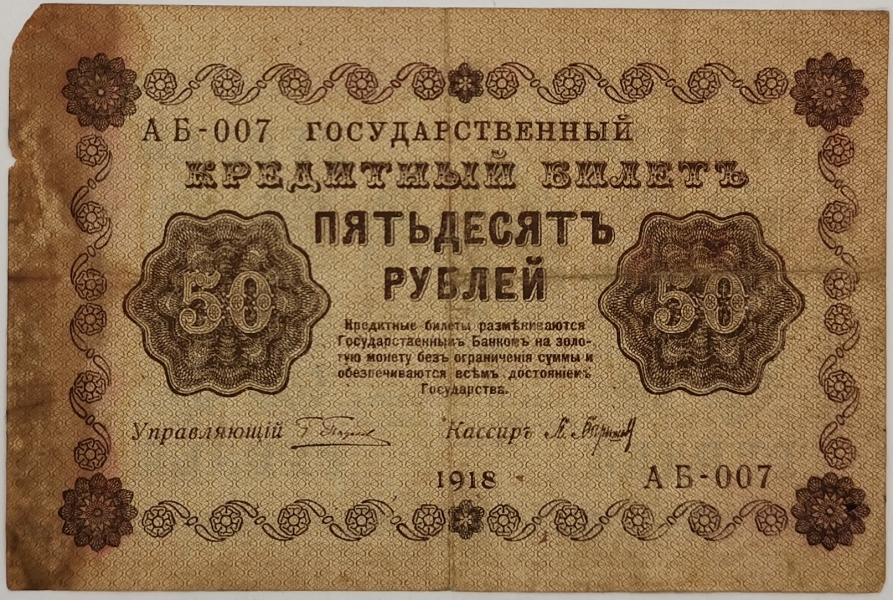 АБ-007 ГОСУДАРСТВЕННЫЙ
КРЕДИТНЫЙ БИЛЕТЪ
ПЯТЬДЕСЯТЪ
РУБЛЕЙ
50 50
Кредитные билеты размѣниваются
Государственнымъ Банкомъ на золо-
тую монету безъ ограниченія суммы и
обезпечиваются всѣмъ достояніемъ
Государства.
Управляющій Кассиръ
1918 АБ-007